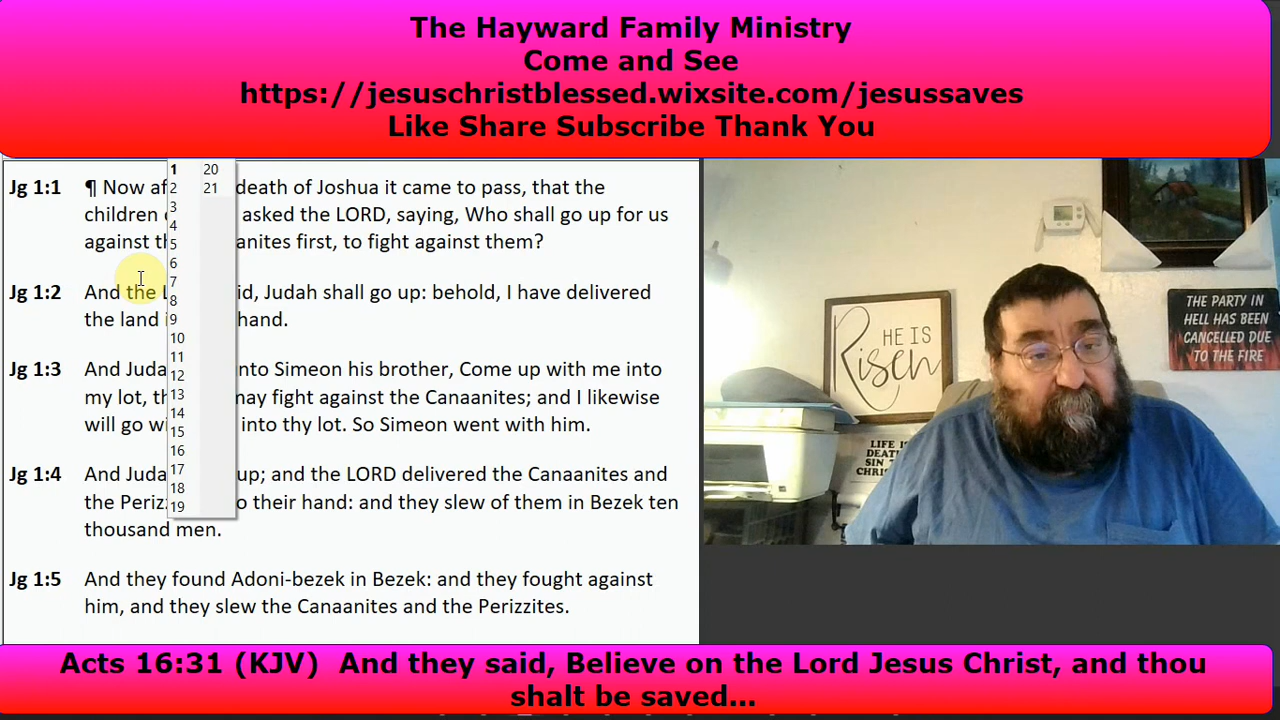 The Hayward Family Ministry
Come and See
https://jesuschristblessed.wixsite.com/jesussaves
Like Share Subscribe Thank You
Jg 1:1 ¶ Now af death of Joshua it came to pass, that the
children asked the LORD, saying, Who shall go up for us
against th anites first, to fight against them?
Jg 1:2 And the L id, Judah shall go up: behold, I have delivered
the land hand.
Jg 1:3 And Juda nto Simeon his brother, Come up with me into
my lot, th may fight against the Canaanites; and I likewise
will go wi into thy lot. So Simeon went with him.
Jg 1:4 And Juda up; and the LORD delivered the Canaanites and
the Periz o their hand: and they slew of them in Bezek ten
thousand men.
Jg 1:5 And they found Adoni-bezek in Bezek: and they fought against
him, and they slew the Canaanites and the Perizzites.
1 20
2 21
3
4
5
6
7
8
9
10
11
12
13
14
15
16
17
18
19
HE IS
Risen
THE PARTY IN
HELL HAS BEEN
CANCELLED DUE
TO THE FIRE
LIFE
DEAT
SIN
CHRIS
Acts 16:31 (KJV) And they said, Believe on the Lord Jesus Christ, and thou
shalt be saved...